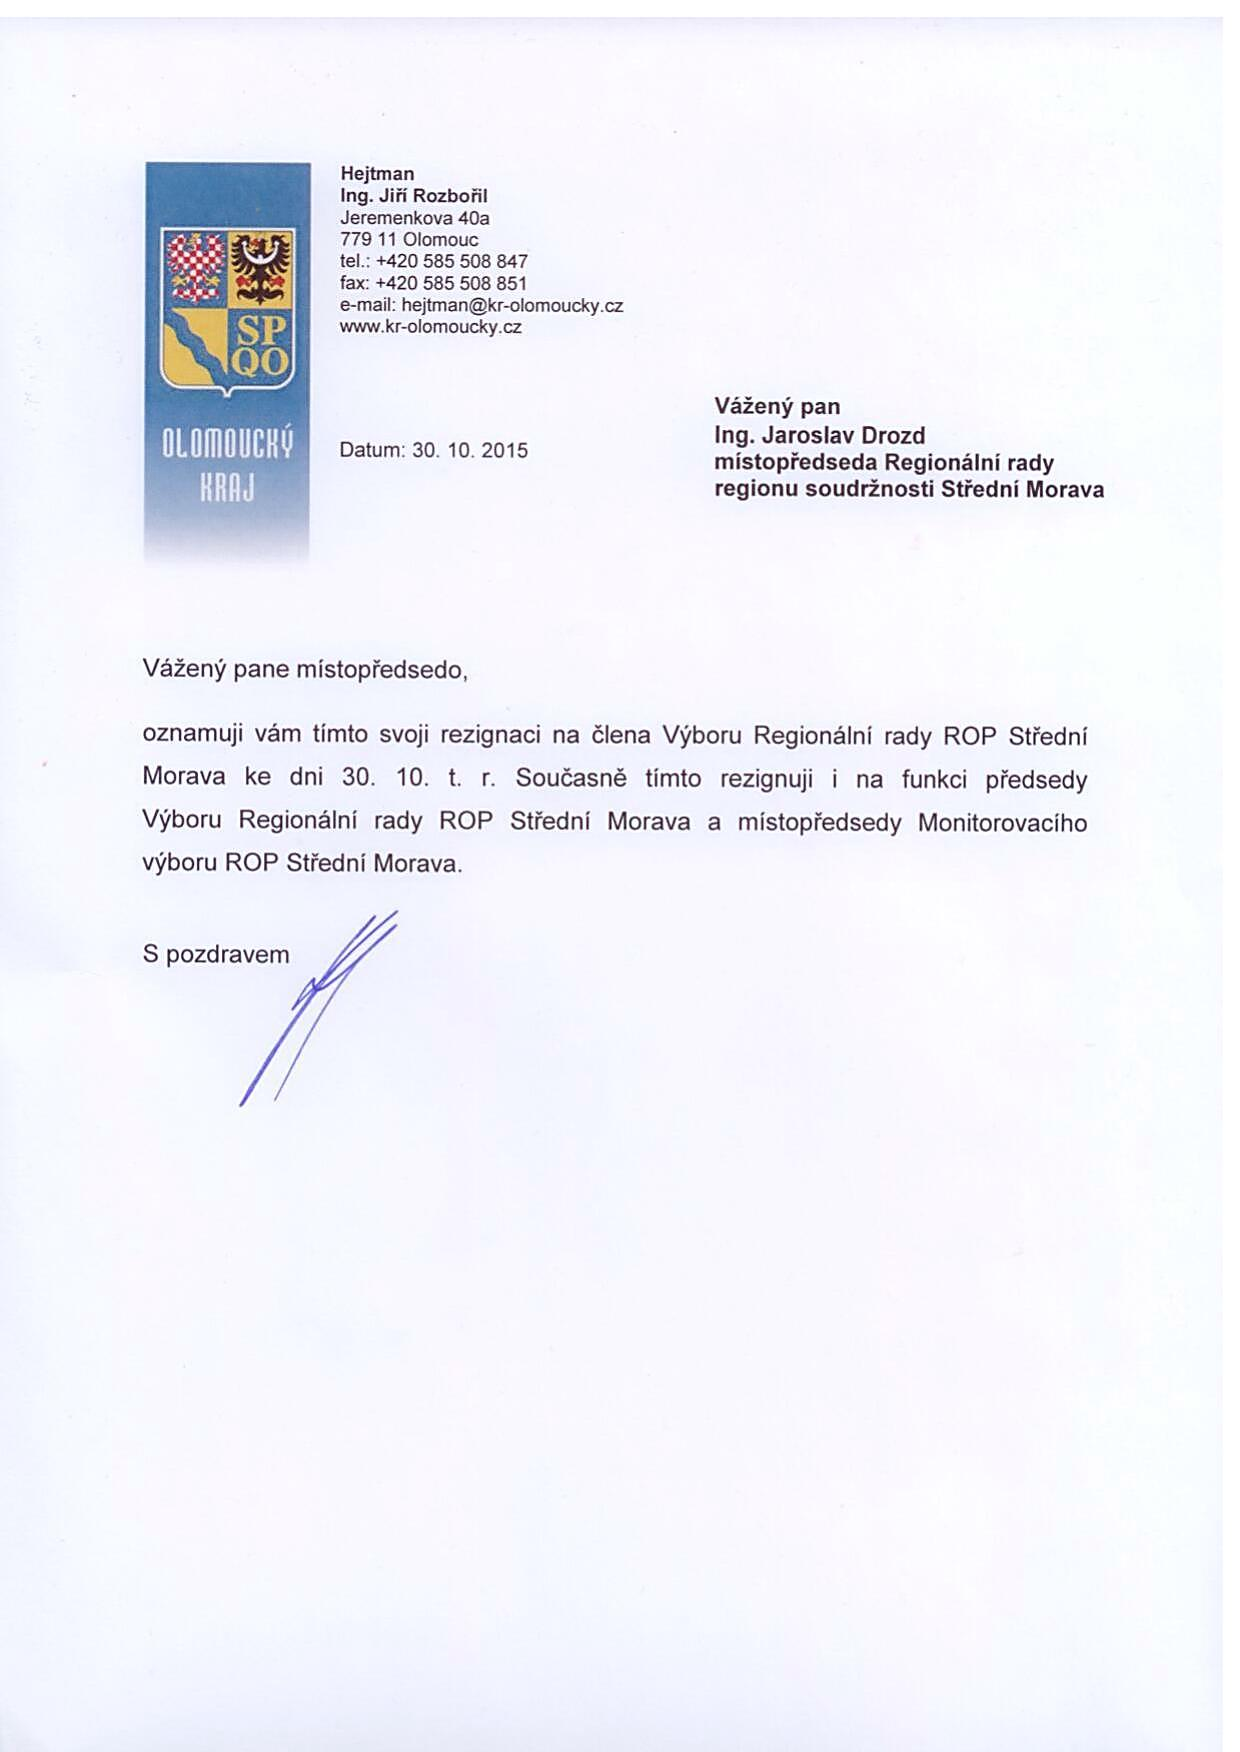 Hejtman
Ing. Jiří Rozbořil
Jeremenkova 40a
779 11 Olomouc
tel.: +420 585 508 847
fax: +420 585 508 851
e-mail: hejtman@kr-olomoucky.cz
www.kr-olomoucky.cz
SP
QO
OLOMOUCKÝ
KRAJ
Datum: 30. 10. 2015
Vážený pan
Ing. Jaroslav Drozd
místopředseda Regionální rady
regionu soudržnosti Střední Morava
Vážený pane místopředsedo,
oznamuji vám tímto svoji rezignaci na člena Výboru Regionální rady ROP Střední
Morava ke dni 30. 10. t. r. Současně tímto rezignuji i na funkci předsedy
Výboru Regionální rady ROP Střední Morava a místopředsedy Monitorovacího
výboru ROP Střední Morava.
S pozdravem